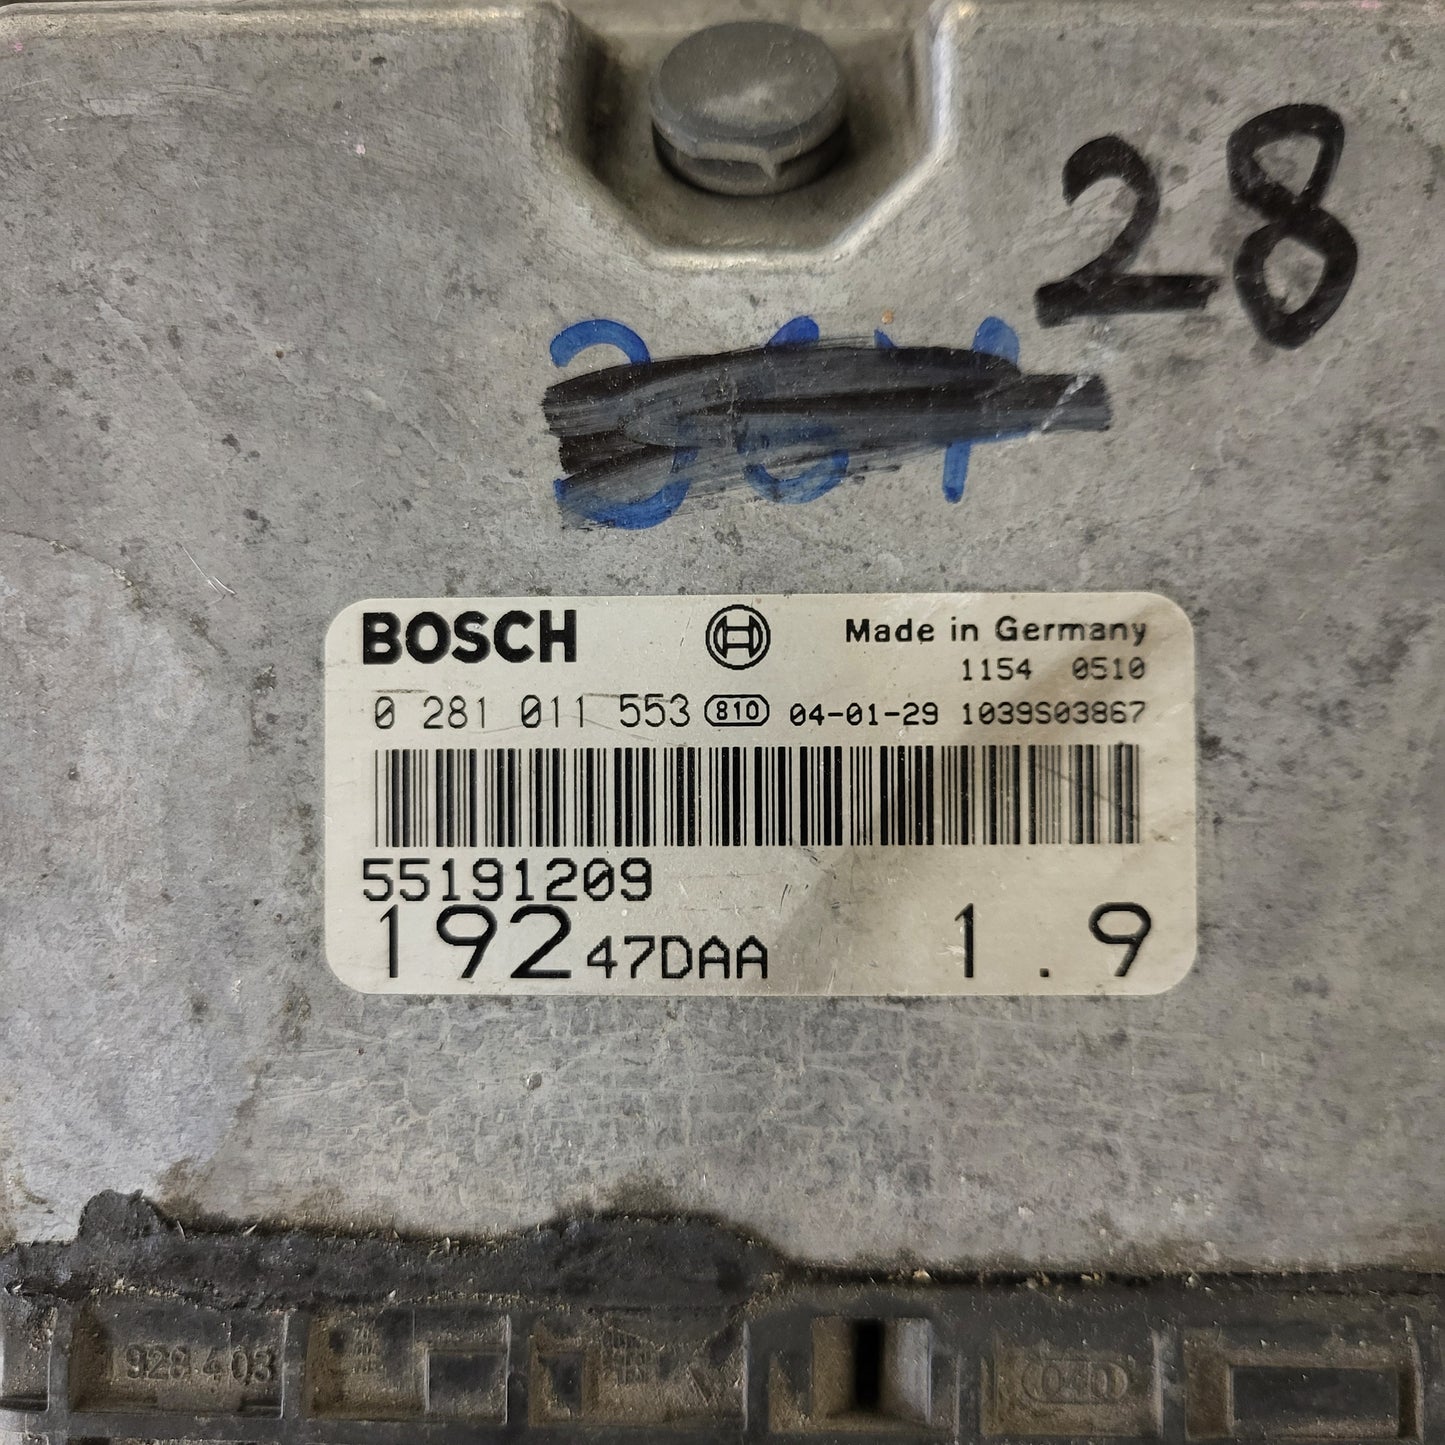 28
BOSCH Made in Germany
1154 0510
0 281 011 553 810 04-01-29 1039S03867
55191209
192 47DAA 1.9
1 928 403